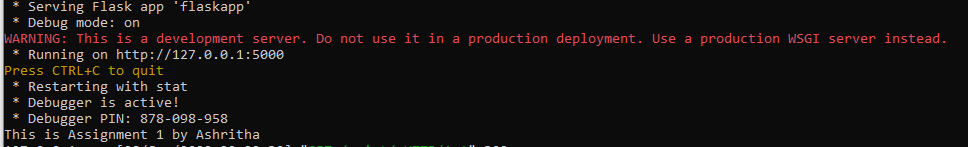 * Serving Flask app 'flaskapp'
* Debug mode: on
WARNING: This is a development server. Do not use it in a production deployment. Use a production WSGI server instead.
* Running on http://127.0.0.1:5000
Press CTRL+C to quit
* Restarting with stat
* Debugger is active!
* Debugger PIN: 878-098-958
This is Assignment 1 by Ashritha